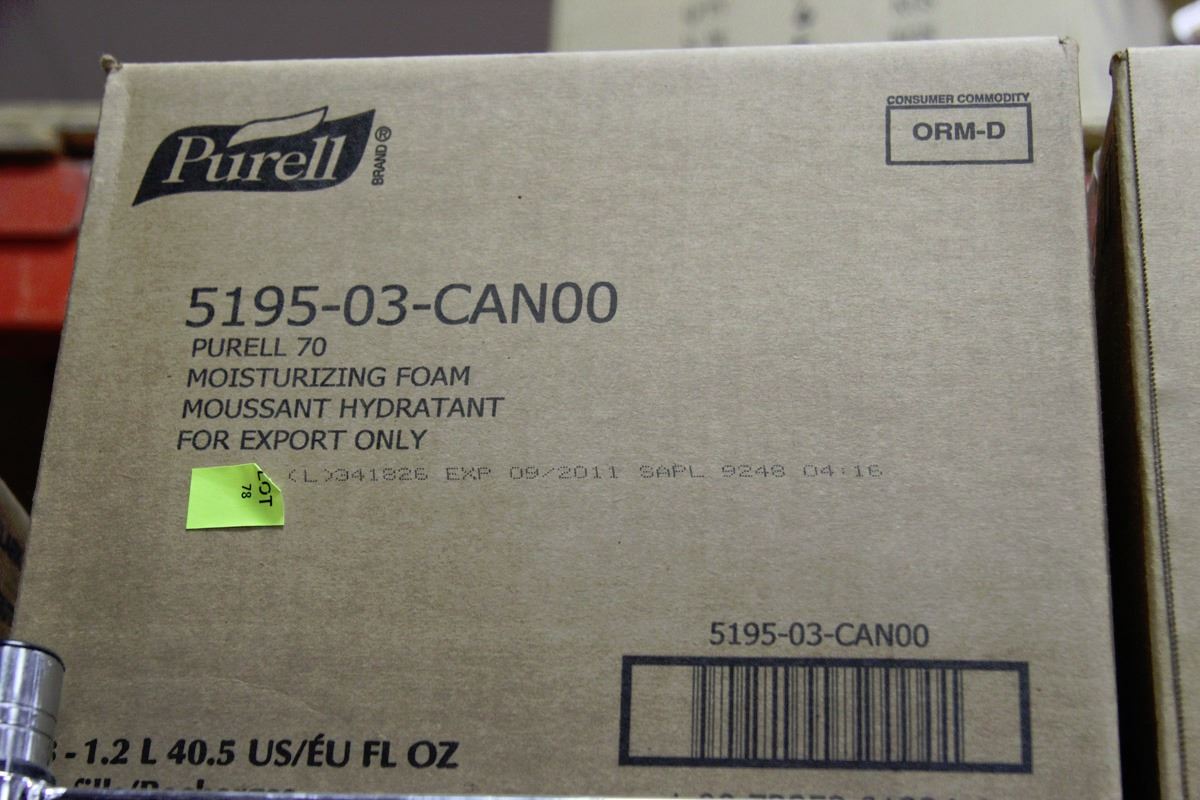 Purell
BRAND ®
CONSUMER COMMODITY
ORM-D
5195-03-CAN00
PURELL 70
MOISTURIZING FOAM
MOUSSANT HYDRATANT
FOR EXPORT ONLY
(L)341826 EXP 09/2011 SAPL 9248 04:16
LOT
78
5195-03-CAN00
- 1.2 L 40.5 US/ÉU FL OZ